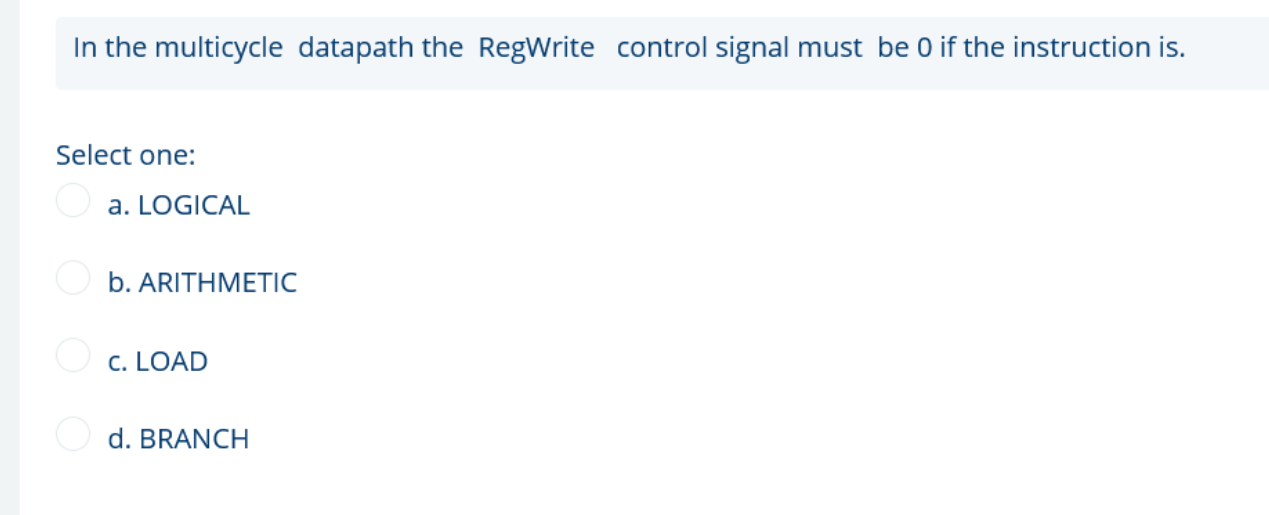 In the multicycle datapath the RegWrite control signal must be 0 if the instruction is.
Select one:
a. LOGICAL
b. ARITHMETIC
c. LOAD
d. BRANCH